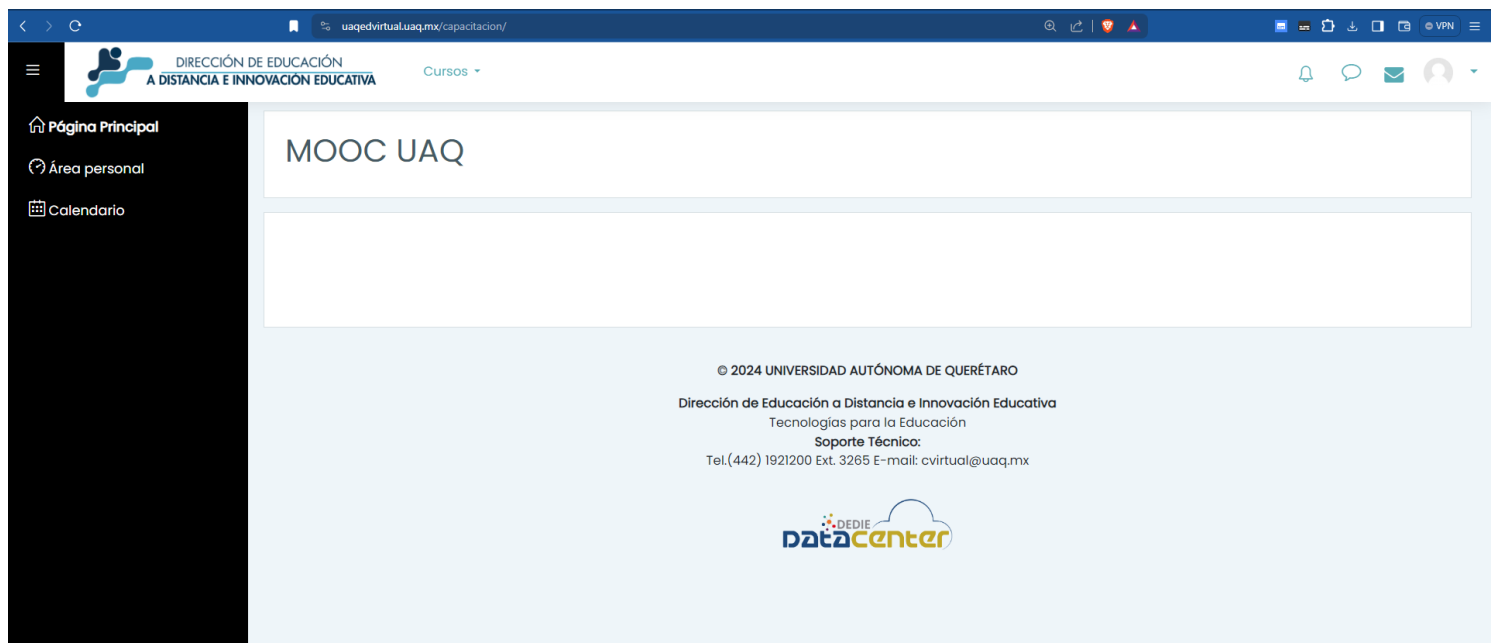 uaqedvirtual.uaq.mx/capacitacion/
VPN
DIRECCIÓN DE EDUCACIÓN
A DISTANCIA E INNOVACIÓN EDUCATIVA
Cursos
Página Principal
Área personal
Calendario
MOOC UAQ
© 2024 UNIVERSIDAD AUTÓNOMA DE QUERÉTARO
Dirección de Educación a Distancia e Innovación Educativa
Tecnologías para la Educación
Soporte Técnico:
Tel.(442) 1921200 Ext. 3265 E-mail: cvirtual@uaq.mx
DEDIE
Datacenter